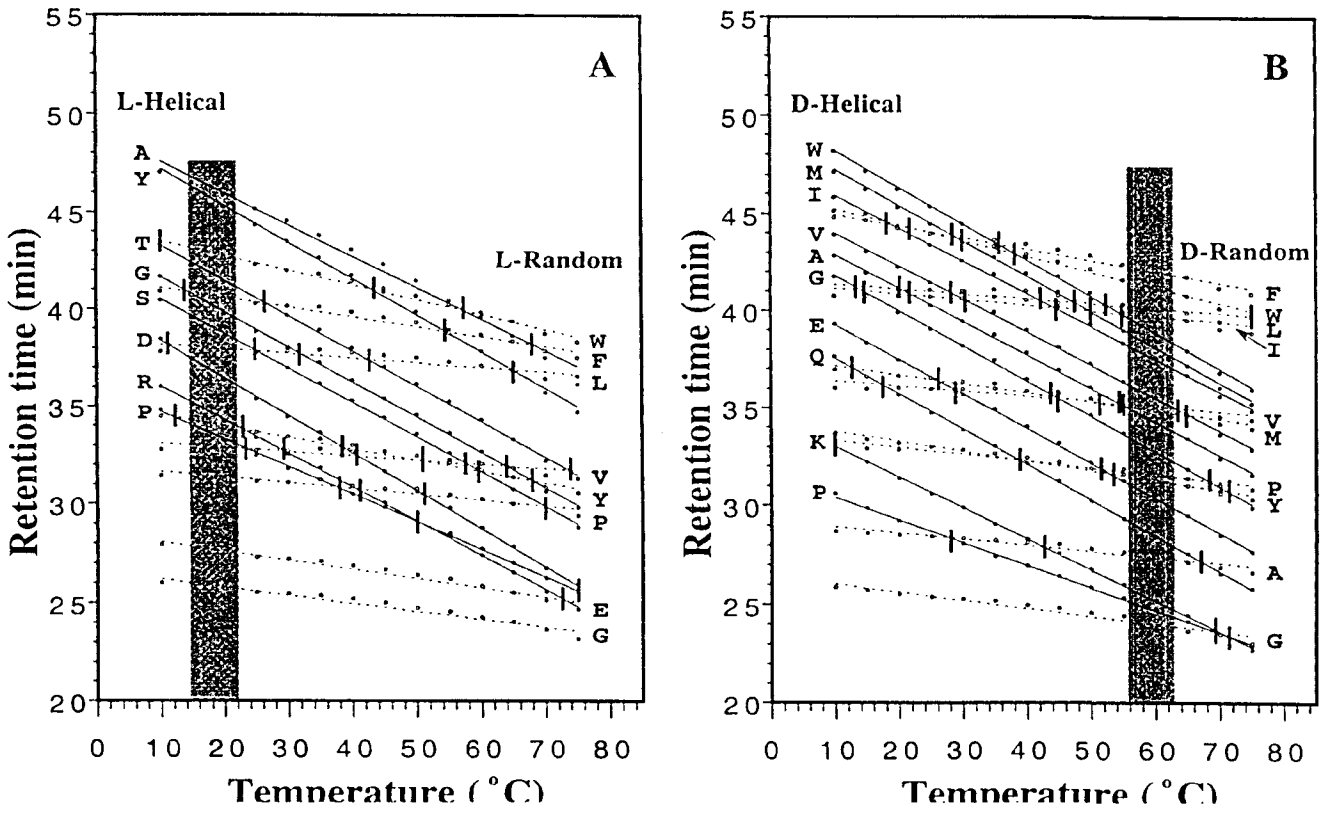 55
50
45
40
35
30
25
20
Retention time (min)
A
L-Helical
A
Y
T
G
S
D
R
P
L-Random
W
F
L
V
Y
P
E
G
0 10 20 30 40 50 60 70 80
Temperature (°C)
55
50
45
40
35
30
25
20
Retention time (min)
B
D-Helical
W
M
I
V
A
G
E
Q
K
P
D-Random
F
W
L
I
V
M
P
Y
A
G
0 10 20 30 40 50 60 70 80
Temperature (°C)